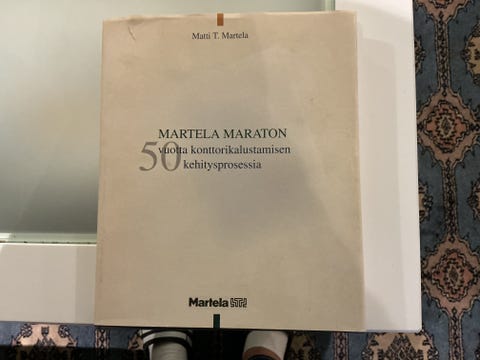 Matti T. Martela
MARTELA MARATON
50 vuotta konttorikalustamisen
kehitysprosessia
Martela